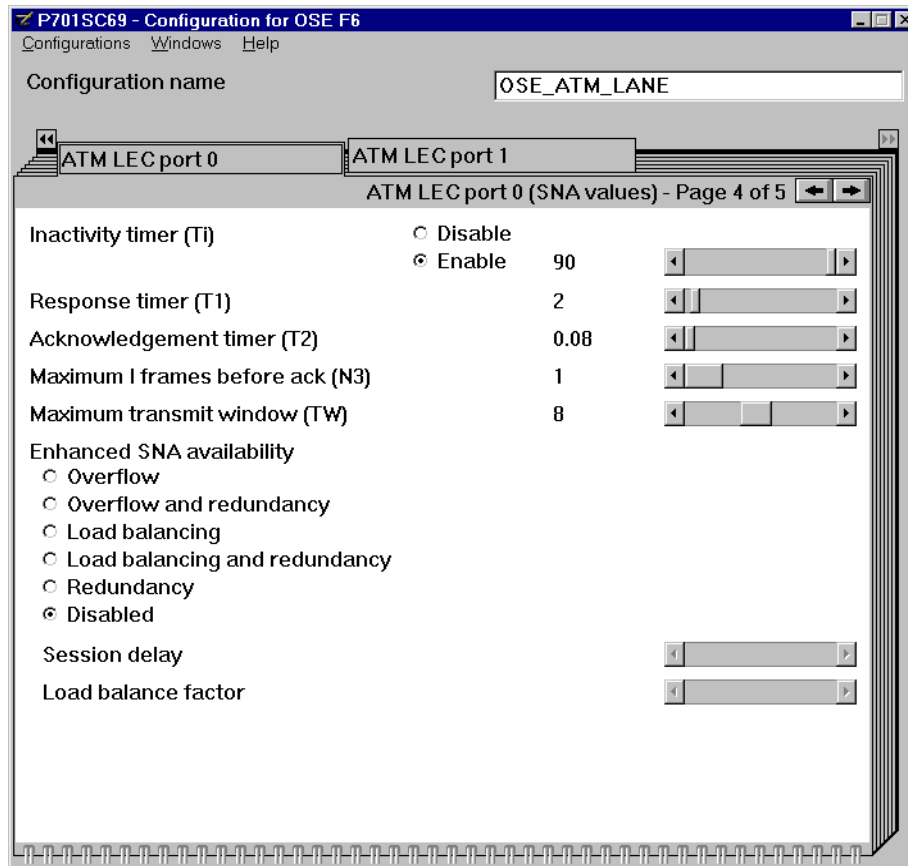 P701SC69 - Configuration for OSE F6
Configurations Windows Help
Configuration name OSE_ATM_LANE
ATM LEC port 0 ATM LEC port 1
ATM LEC port 0 (SNA values) - Page 4 of 5
Inactivity timer (Ti) Disable
Enable 90
Response timer (T1) 2
Acknowledgement timer (T2) 0.08
Maximum I frames before ack (N3) 1
Maximum transmit window (TW) 8
Enhanced SNA availability
Overflow
Overflow and redundancy
Load balancing
Load balancing and redundancy
Redundancy
Disabled
Session delay
Load balance factor